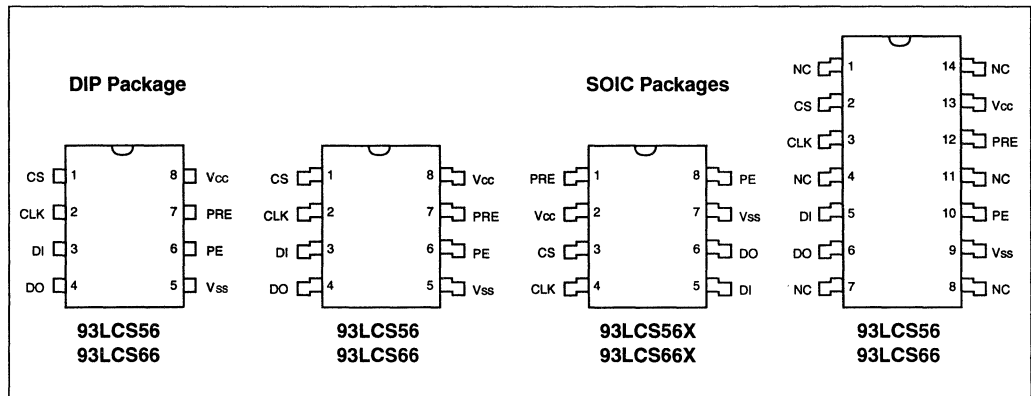 DIP Package
CS 1 8 Vcc
CLK 2 7 PRE
DI 3 6 PE
DO 4 5 Vss
93LCS56
93LCS66
SOIC Packages
CS 1 8 Vcc
CLK 2 7 PRE
DI 3 6 PE
DO 4 5 Vss
93LCS56
93LCS66
PRE 1 8 PE
Vcc 2 7 Vss
CS 3 6 DO
CLK 4 5 DI
93LCS56X
93LCS66X
NC 1 14 NC
CS 2 13 Vcc
CLK 3 12 PRE
NC 4 11 NC
DI 5 10 PE
DO 6 9 Vss
NC 7 8 NC
93LCS56
93LCS66